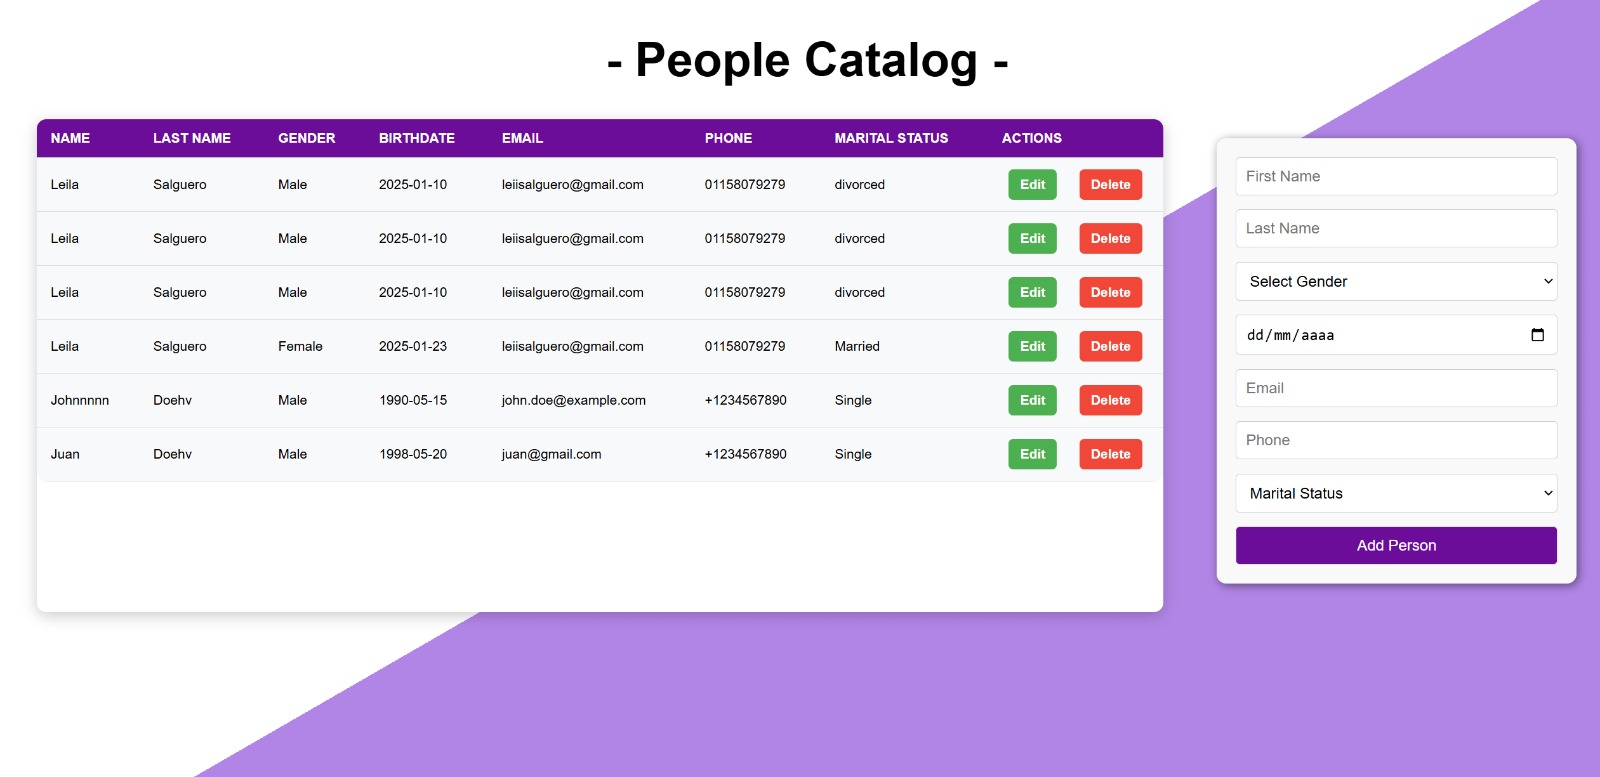 - People Catalog -
NAME LAST NAME GENDER BIRTHDATE EMAIL PHONE MARITAL STATUS ACTIONS
Leila Salguero Male 2025-01-10 leiisalguero@gmail.com 01158079279 divorced Edit Delete
Leila Salguero Male 2025-01-10 leiisalguero@gmail.com 01158079279 divorced Edit Delete
Leila Salguero Male 2025-01-10 leiisalguero@gmail.com 01158079279 divorced Edit Delete
Leila Salguero Female 2025-01-23 leiisalguero@gmail.com 01158079279 Married Edit Delete
Johnnnnn Doehv Male 1990-05-15 john.doe@example.com +1234567890 Single Edit Delete
Juan Doehv Male 1998-05-20 juan@gmail.com +1234567890 Single Edit Delete
First Name
Last Name
Select Gender
dd/mm/aaaa
Email
Phone
Marital Status
Add Person